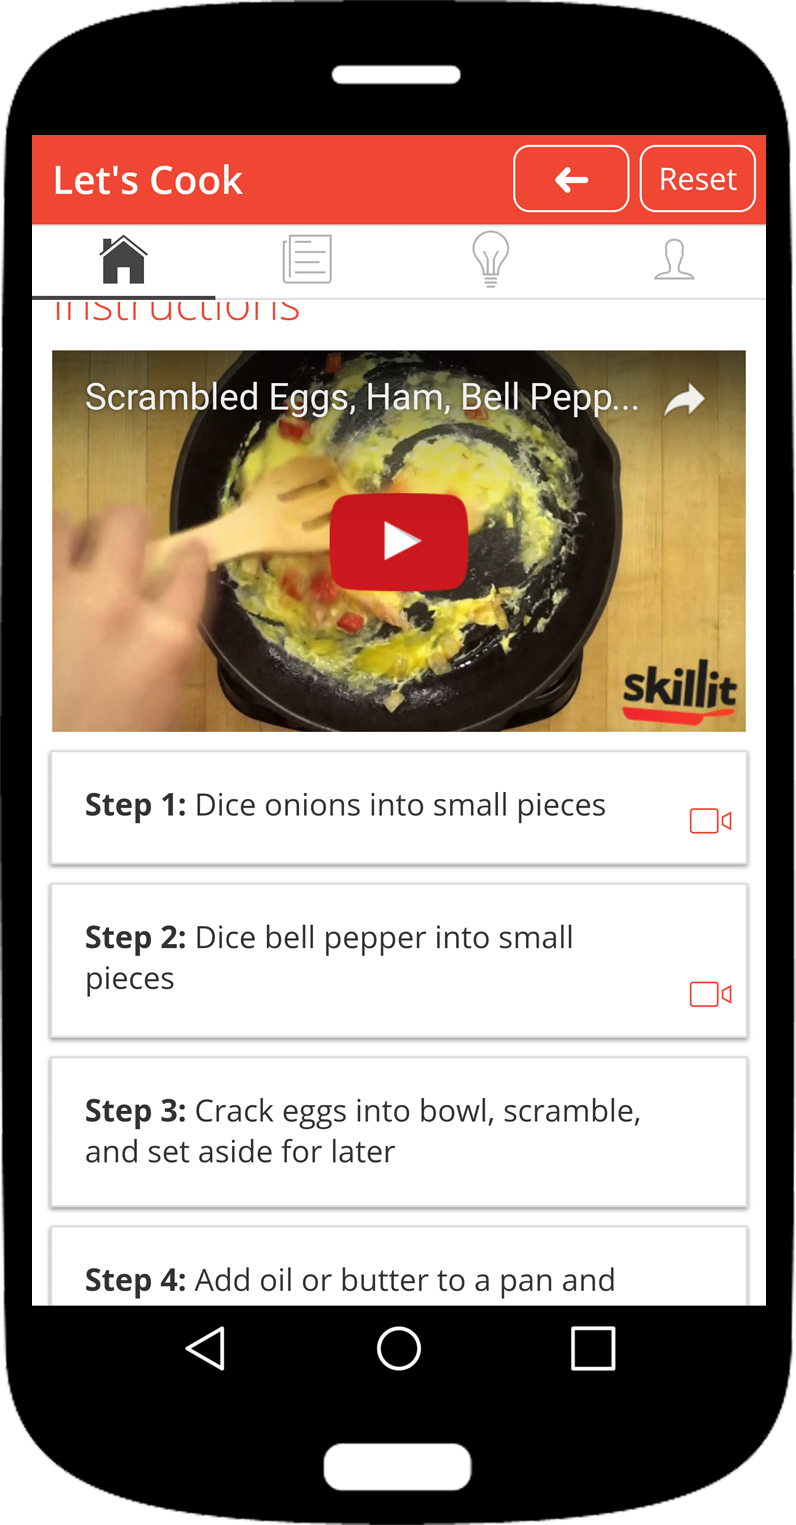 Let's Cook
Reset
Instructions
Scrambled Eggs, Ham, Bell Pepp...
skillit
Step 1: Dice onions into small pieces
Step 2: Dice bell pepper into small
pieces
Step 3: Crack eggs into bowl, scramble,
and set aside for later
Step 4: Add oil or butter to a pan and